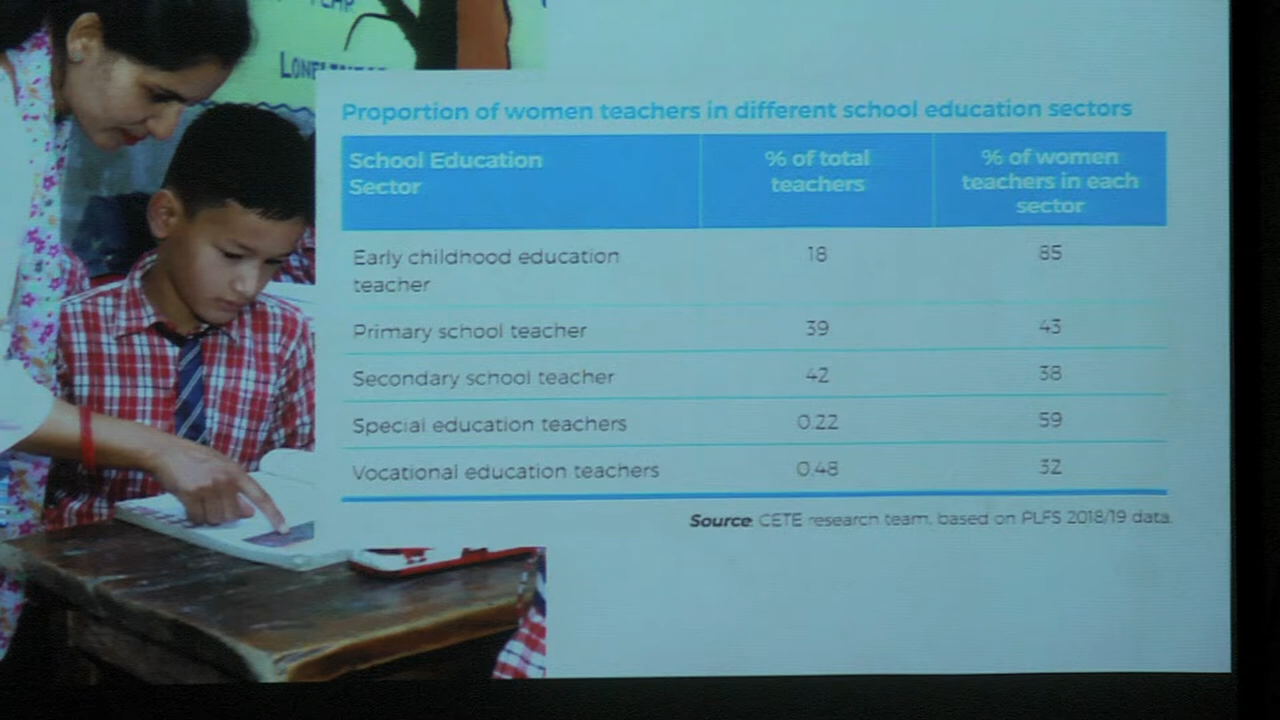 Proportion of women teachers in different school education sectors
School Education
Sector
% of total
teachers
% of women
teachers in each
sector
Early childhood education
teacher
18
85
Primary school teacher
39
43
Secondary school teacher
42
38
Special education teachers
0.22
59
Vocational education teachers
0.48
32
Source: CETE research team, based on PLFS 2018/19 data.